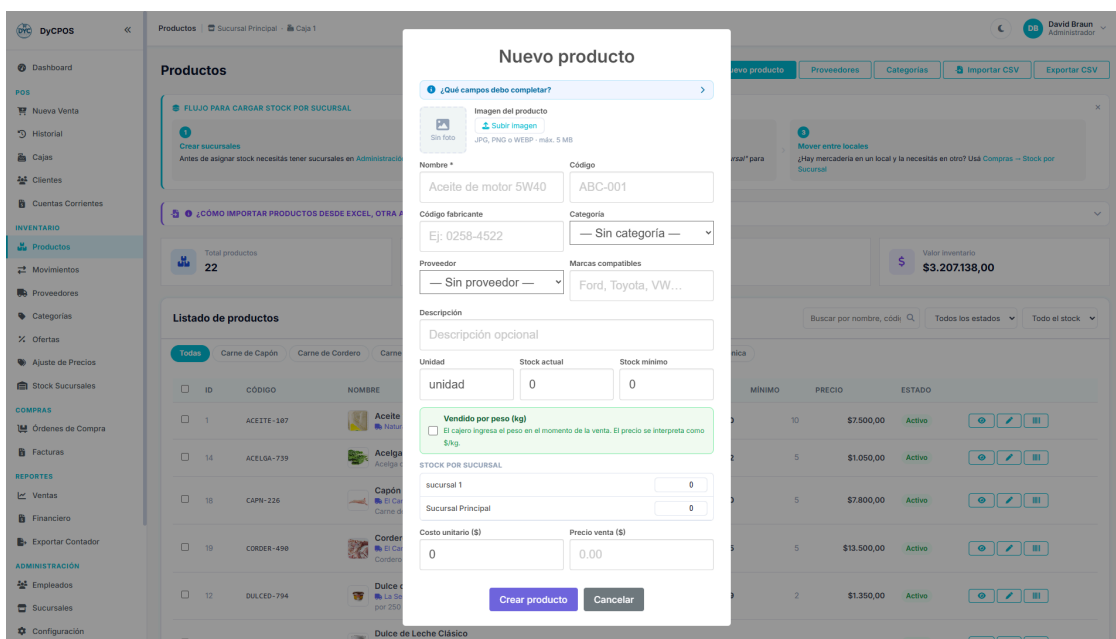 DyCPOS
«
Productos
Sucursal Principal · Caja 1
DB
David Braun
Administrador
Dashboard
POS
Nueva Venta
Historial
Cajas
Clientes
Cuentas Corrientes
INVENTARIO
Productos
Movimientos
Proveedores
Categorías
Ofertas
Ajuste de Precios
Stock Sucursales
COMPRAS
Órdenes de Compra
Facturas
REPORTES
Ventas
Financiero
Exportar Contador
ADMINISTRACIÓN
Empleados
Sucursales
Configuración
Productos
Proveedores
Categorías
Importar CSV
Exportar CSV
FLUJO PARA CARGAR STOCK POR SUCURSAL
1
Crear sucursales
Antes de asignar stock necesitás tener sucursales en
para
3
Mover entre locales
¿Hay mercadería en un local y la necesitás en otro? Usá Compras → Stock por
Sucursal
¿CÓMO IMPORTAR PRODUCTOS DESDE EXCEL, OTRA
Total productos
22
Valor inventario
$3.207.138,00
Listado de productos
Todos los estados
Todo el stock
Todas
Carne de Capón
Carne de Cordero
Carne
ID
CÓDIGO
NOMBRE
MÍNIMO
PRECIO
ESTADO
1
ACEITE-107
Aceite
10
$7.500,00
Activo
14
ACELGA-739
Acelga
5
$1.050,00
Activo
18
CAPN-226
Capón
5
$7.800,00
Activo
19
CORDER-490
5
$13.500,00
Activo
12
DULCED-794
Dulce
por 250
2
$1.350,00
Activo
Dulce de Leche Clásico
Nuevo producto
¿Qué campos debo completar?
Sin foto
Imagen del producto
Subir imagen
JPG, PNG o WEBP · máx. 5 MB
Nombre *
Código
Aceite de motor 5W40
ABC-001
Código fabricante
Categoría
Ej: 0258-4522
— Sin categoría —
Proveedor
Marcas compatibles
— Sin proveedor —
Ford, Toyota, VW...
Descripción
Descripción opcional
Unidad
Stock actual
Stock mínimo
unidad
0
0
Vendido por peso (kg)
El cajero ingresa el peso en el momento de la venta. El precio se interpreta como
$/kg.
STOCK POR SUCURSAL
sucursal 1
0
Sucursal Principal
0
Costo unitario ($)
Precio venta ($)
0
0.00
Crear producto
Cancelar